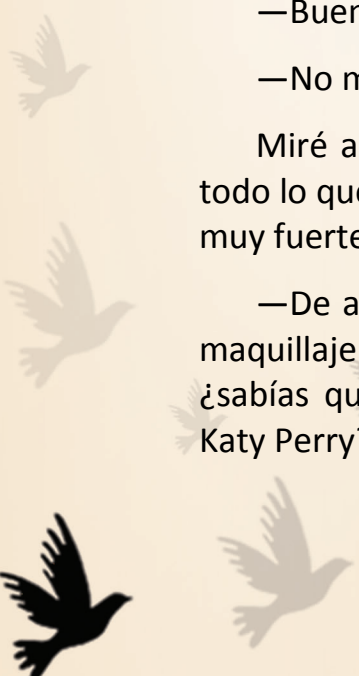 —Buen
—No m
Miré a
todo lo que
muy fuerte
—De a
maquillaje
¿sabías qu
Katy Perry